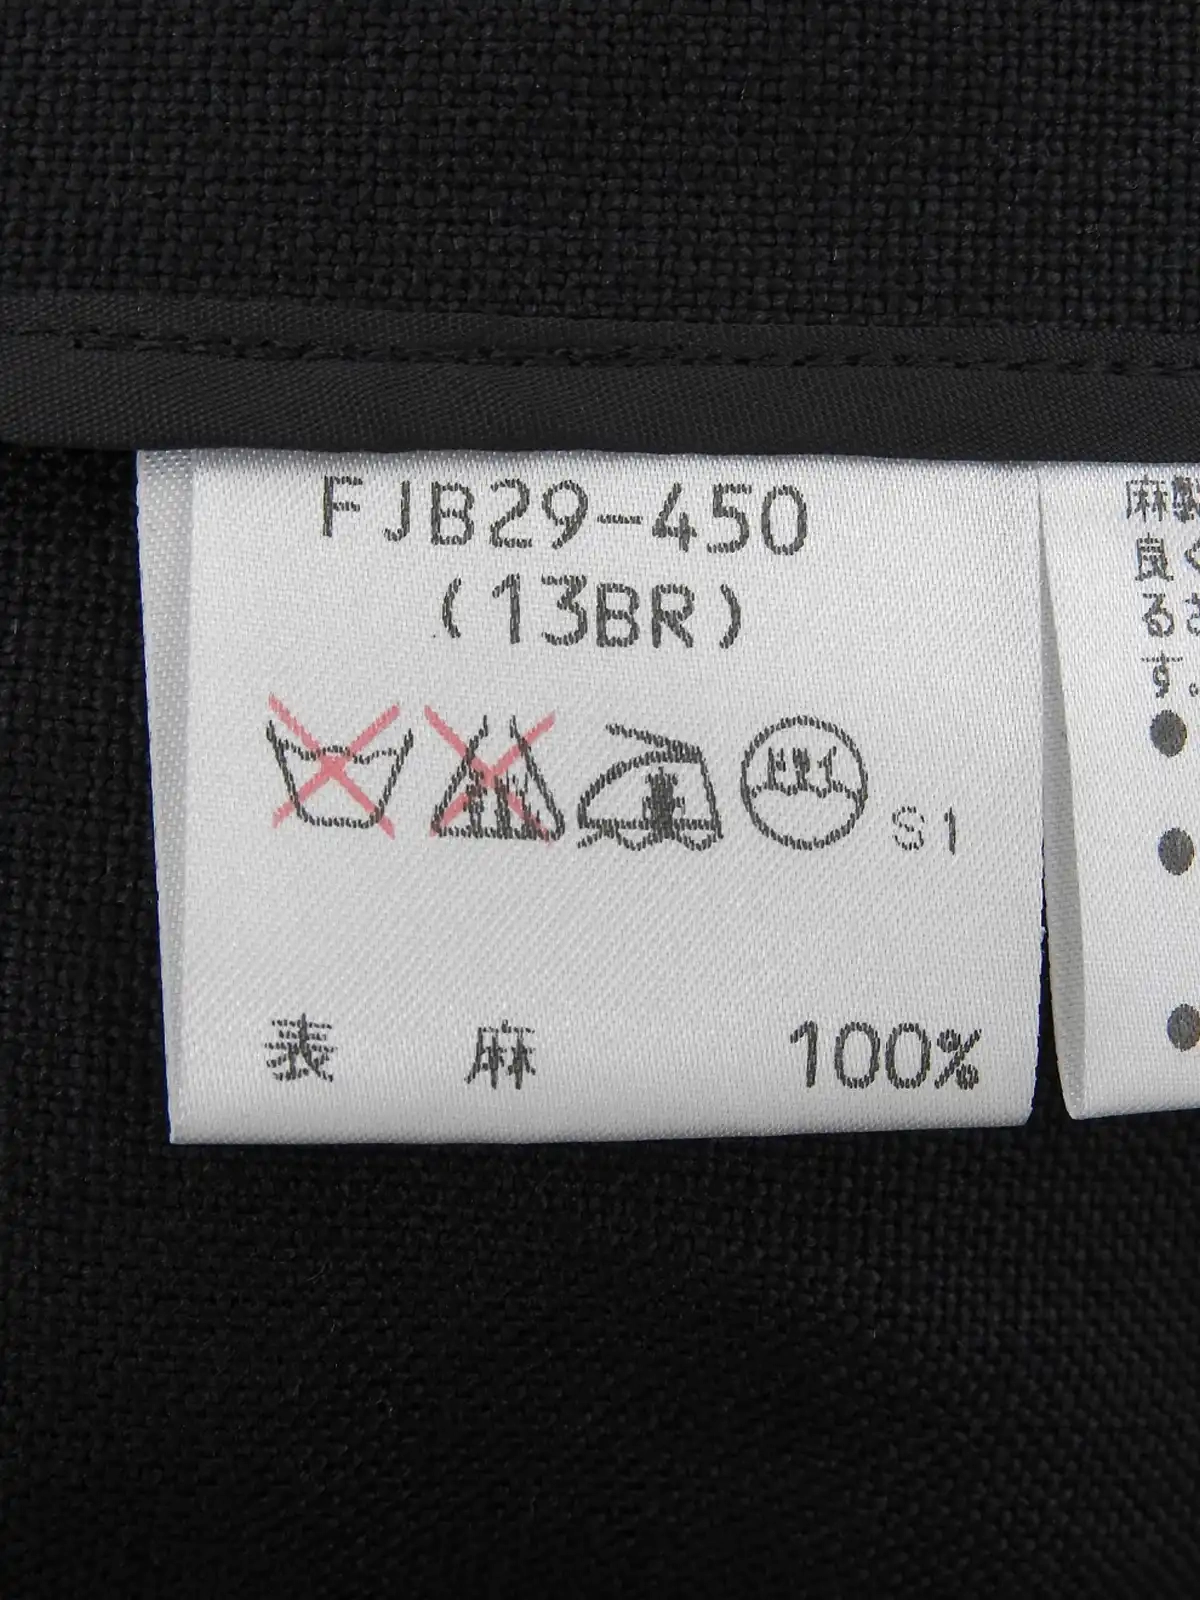 FJB29-450
(13BR)
S1
表 麻 100%
麻製
良く
るさ
す。